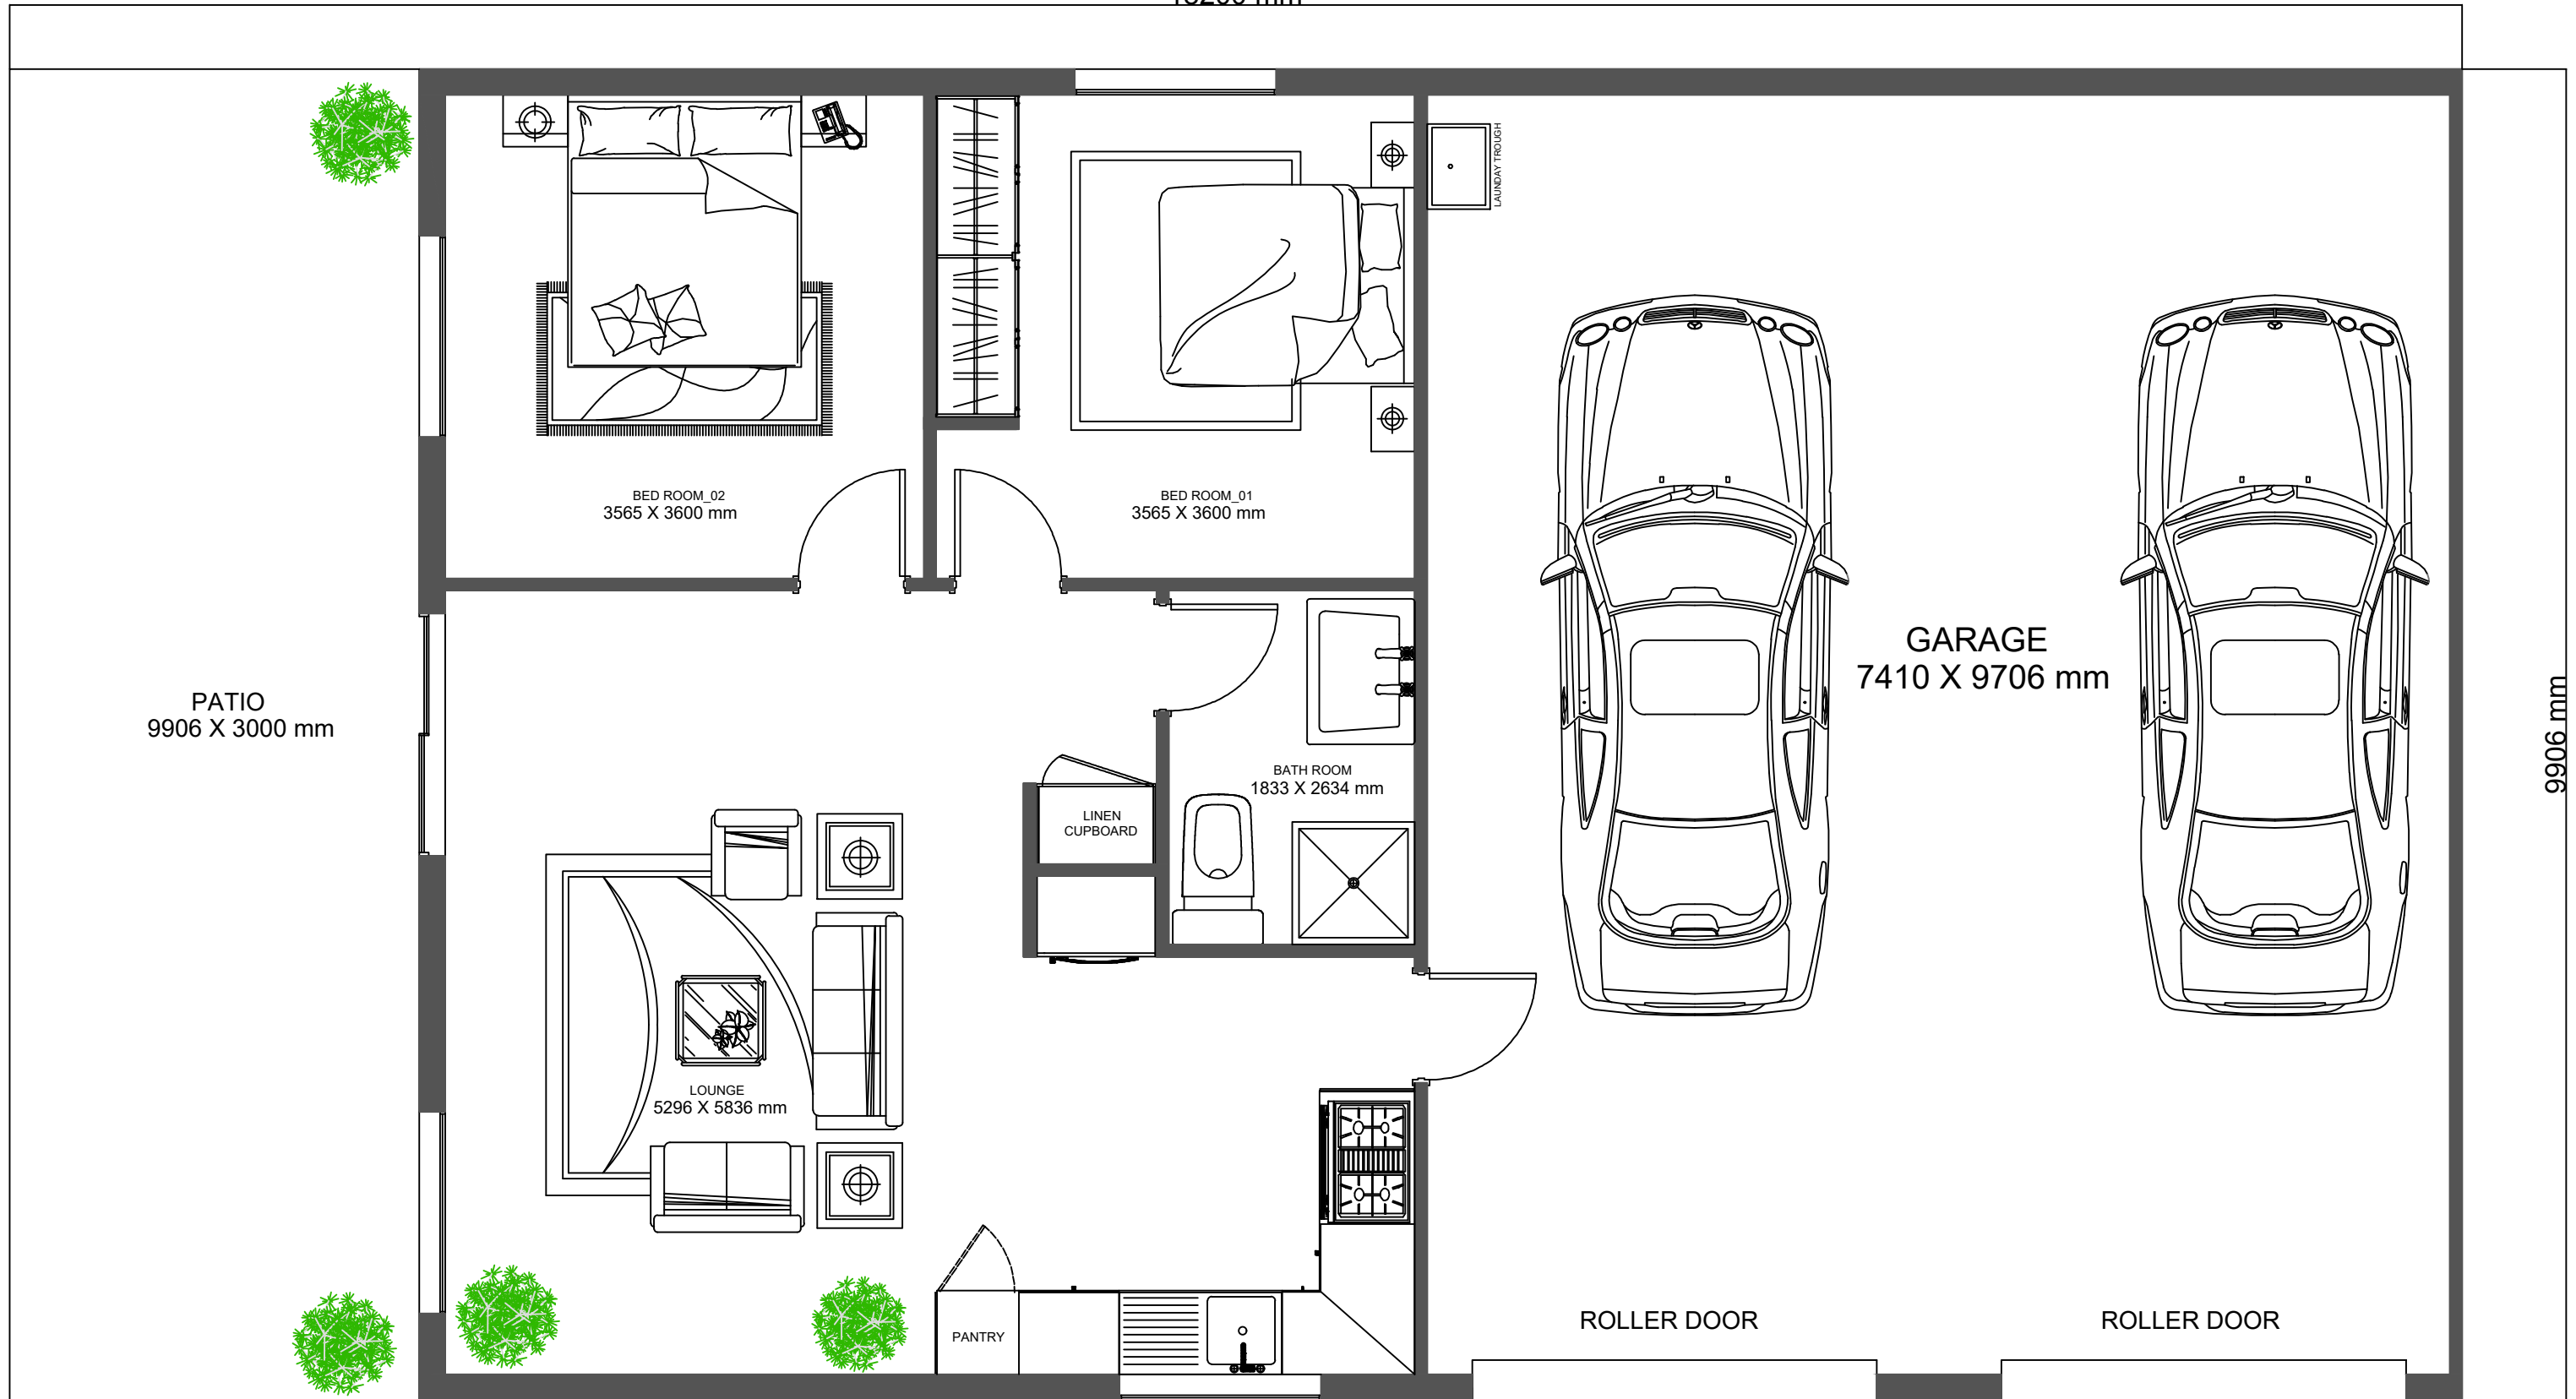 BED ROOM_02
3565 X 3600 mm
BED ROOM_01
3565 X 3600 mm
LAUNDAY TROUGH
GARAGE
7410 X 9706 mm
PATIO
9906 X 3000 mm
9906 mm
BATH ROOM
1833 X 2634 mm
LINEN
CUPBOARD
LOUNGE
5296 X 5836 mm
PANTRY
ROLLER DOOR
ROLLER DOOR